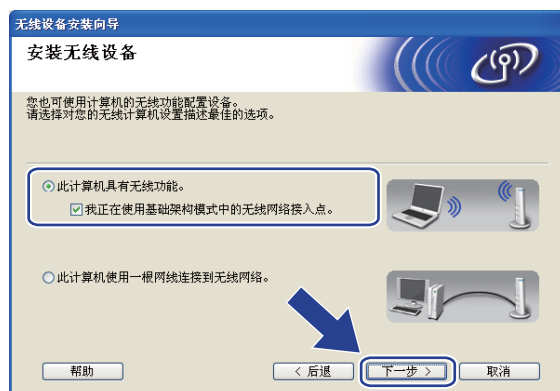 无线设备安装向导
安装无线设备
您也可使用计算机的无线功能配置设备。
请选择对您的无线计算机设置描述最佳的选项。
此计算机具有无线功能。
我正在使用基础架构模式中的无线网络接入点。
此计算机使用一根网线连接到无线网络。
帮助
< 后退
下一步 >
取消